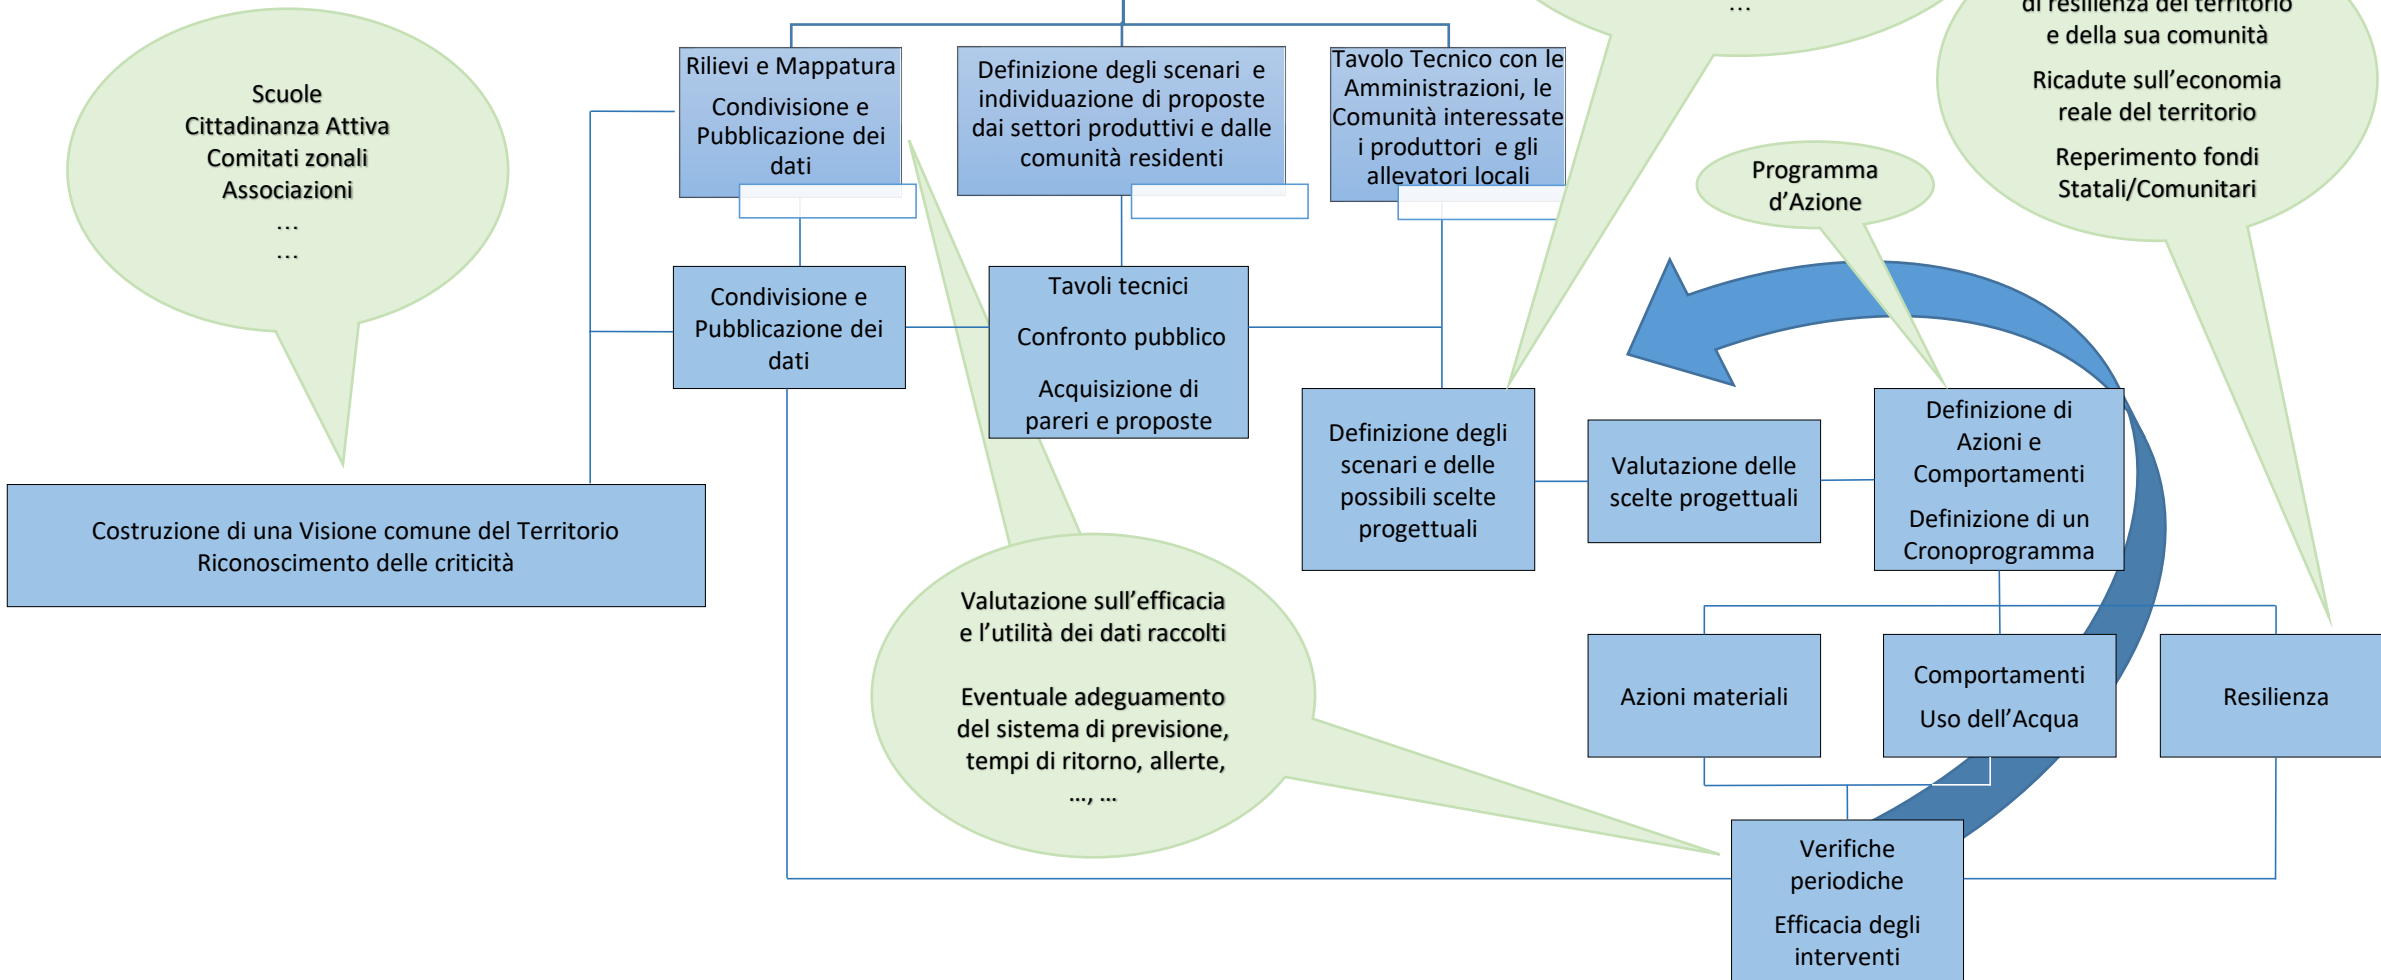 …
di resilienza del territorio
e della sua comunità
Ricadute sull’economia
reale del territorio
Reperimento fondi
Statali/Comunitari
Scuole
Cittadinanza Attiva
Comitati zonali
Associazioni
…
…
Rilievi e Mappatura
Condivisione e
Pubblicazione dei
dati
Definizione degli scenari e
individuazione di proposte
dai settori produttivi e dalle
comunità residenti
Tavolo Tecnico con le
Amministrazioni, le
Comunità interessate
i produttori e gli
allevatori locali
Programma
d’Azione
Condivisione e
Pubblicazione dei
dati
Tavoli tecnici
Confronto pubblico
Acquisizione di
pareri e proposte
Definizione degli
scenari e delle
possibili scelte
progettuali
Valutazione delle
scelte progettuali
Definizione di
Azioni e
Comportamenti
Definizione di un
Cronoprogramma
Costruzione di una Visione comune del Territorio
Riconoscimento delle criticità
Valutazione sull’efficacia
e l’utilità dei dati raccolti
Eventuale adeguamento
del sistema di previsione,
tempi di ritorno, allerte,
…, …
Azioni materiali
Comportamenti
Uso dell’Acqua
Resilienza
Verifiche
periodiche
Efficacia degli
interventi